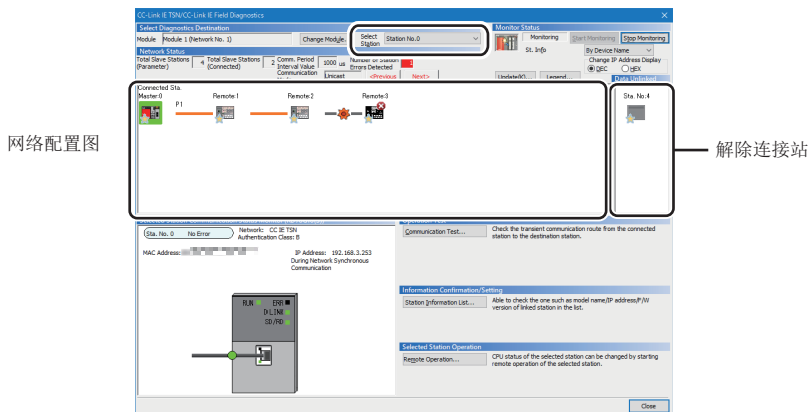 CC-Link IE TSN/CC-Link IE Field Diagnostics
Select Diagnostics Destination
Module Module 1 (Network No. 1)
Change Module..
Select Station
Station No.0
Monitor Status
Monitoring
Start Monitoring
Stop Monitoring
Network Status
St. Info
By Device Name
Total Slave Stations (Parameter) 4
Total Slave Stations (Connected) 2
Comm. Period Interval Value 1000 us
Number of Station Errors Detected 1
Change IP Address Display
DEC
HEX
Communication
Unicast
<Previous
Next>
Update(K)...
Legend...
Data Unlinked
Connected Sta.
Master:0
Remote:1
Remote:2
Remote:3
Sta. No.4
P1
网络配置图
解除连接站
Sta. No. 0 No Error
Network: CC IE TSN
Authentication Class: B
MAC Address:
IP Address: 192.168.3.253
During Network Synchronous
Communication
Communication Test...
Check the transient communication route from the connected
station to the destination station.
RUN
ERR
D LINK
SD/RD
Information Confirmation/Setting
Station Information List...
Able to check the one such as model name/IP address/F/W
version of linked station in the list.
Selected Station Operation
Remote Operation...
CPU status of the selected station can be changed by starting
remote operation of the selected station.
Close